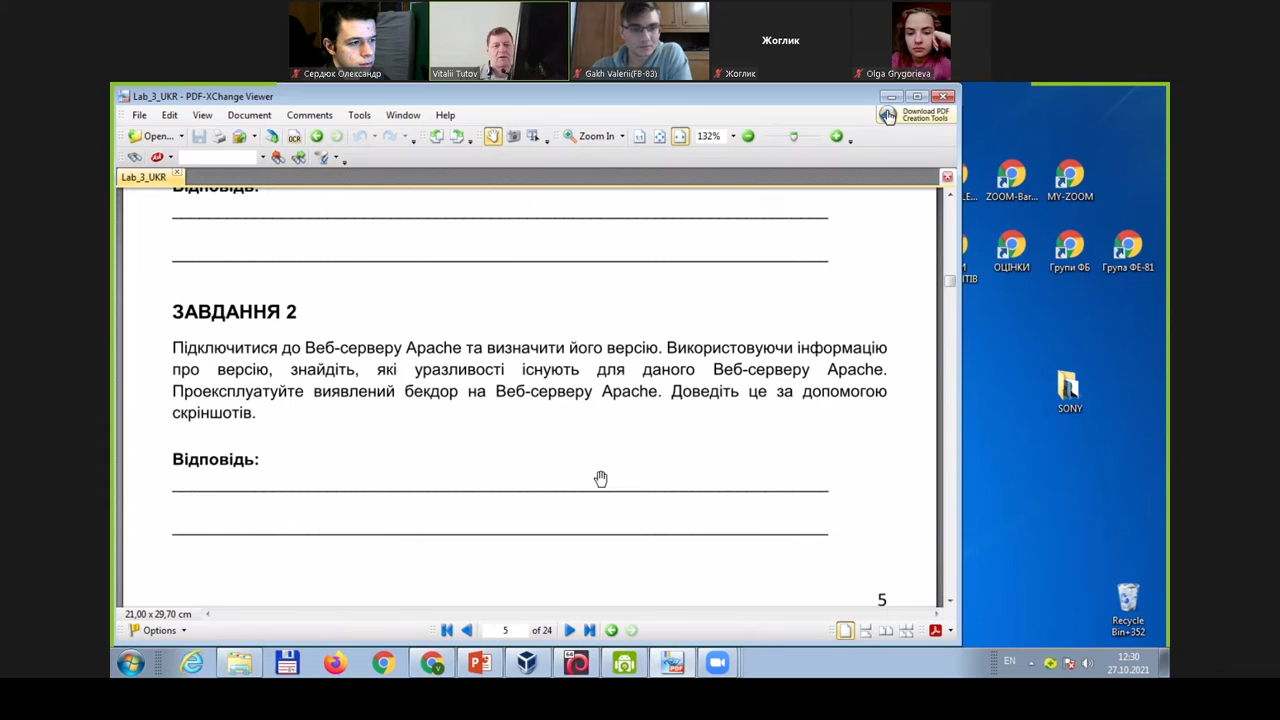 Жоглик
Сердюк Олександр
Vitalii Tutov
Gakh Valerii(FB-83)
Жоглик
Olga Grygorieva
Lab_3_UKR - PDF-XChange Viewer
File Edit View Document Comments Tools Window Help
Download PDF
Creation Tools
Open...
OCR
Zoom In
132%
Lab_3_UKR
Відповідь:
ЗАВДАННЯ 2
Підключитися до Веб-серверу Apache та визначити його версію. Використовуючи інформацію
про версію, знайдіть, які уразливості існують для даного Веб-серверу Apache.
Проексплуатуйте виявлений бекдор на Веб-серверу Apache. Доведіть це за допомогою
скріншотів.
Відповідь:
5
21,00 x 29,70 cm
Options
5 of 24
LE... ZOOM-Bar... MY-ZOOM
ОЦІНКИ Групи ФБ Група ФЕ-81
ТІВ
SONY
Recycle
Bin+352
EN
12:30
27.10.2021